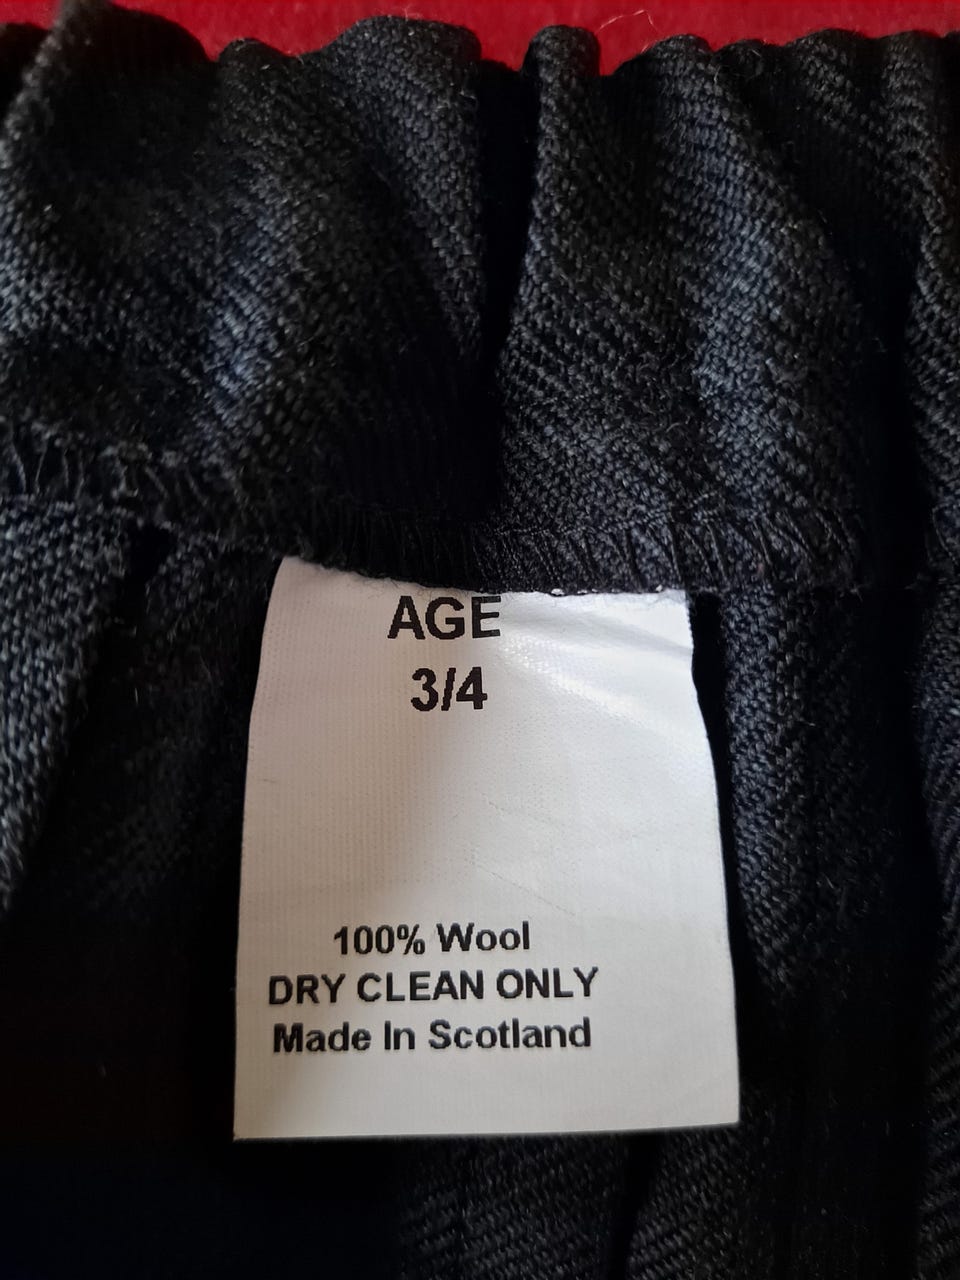 AGE
3/4
100% Wool
DRY CLEAN ONLY
Made In Scotland